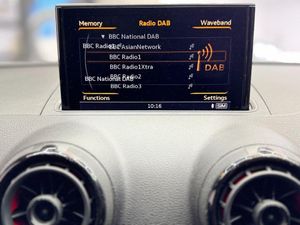 Memory Radio DAB Waveband
BBC National DAB
BBC AsianNetwork
BBC Radio1
BBC Radio1
BBC Radio1Xtra
DAB
BBC Radio2
BBC National DAB
BBC Radio3
Functions Settings
10:16 SIM